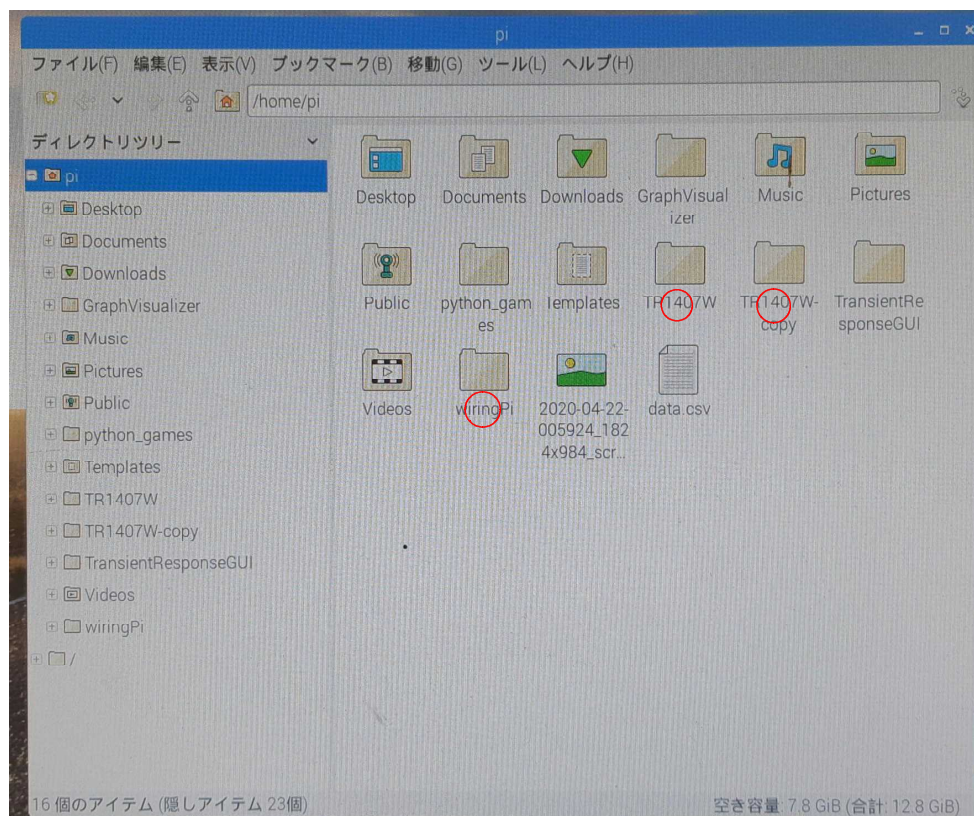 pi
ファイル(F) 編集(E) 表示(V) ブックマーク(B) 移動(G) ツール(L) ヘルプ(H)
/home/pi
ディレクトリツリー
pi
Desktop
Documents
Downloads
GraphVisualizer
Music
Pictures
Public
python_games
Templates
TR1407W
TR1407W-copy
TransientResponseGUI
Videos
wiringPi
/
Desktop Documents Downloads GraphVisual Music Pictures
izer
Public python_gam Templates TR1407W TR1407W- TransientRe
es copy sponseGUI
Videos wiringPi 2020-04-22- data.csv
005924_182
4x984_scr...
16 個のアイテム (隠しアイテム 23個)
空き容量: 7.8 GiB (合計: 12.8 GiB)